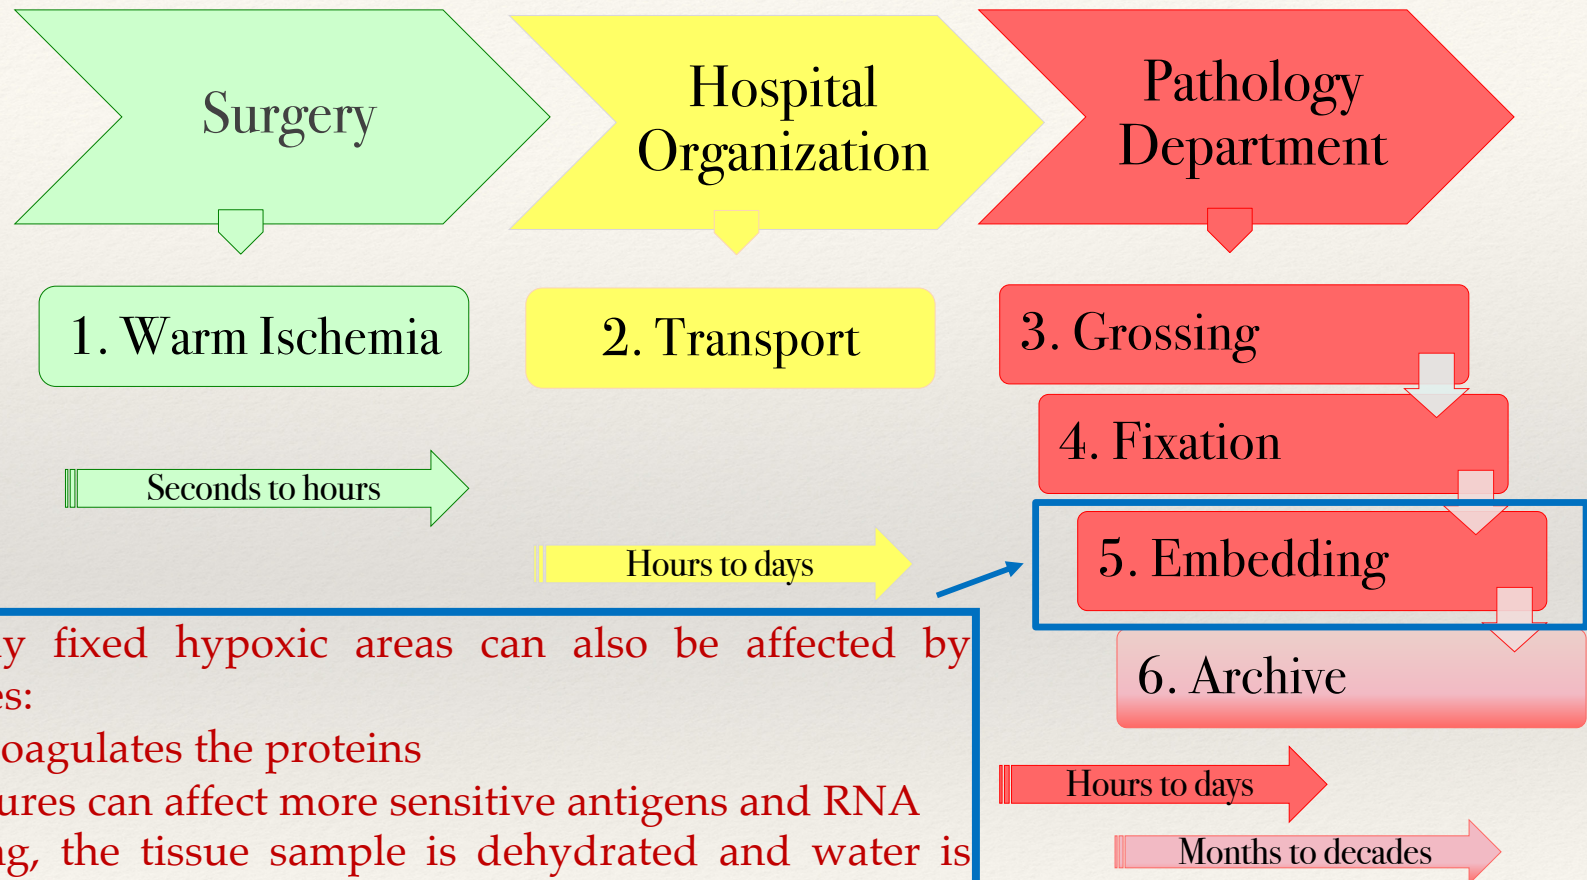 Surgery
Hospital
Organization
Pathology
Department
1. Warm Ischemia
2. Transport
3. Grossing
4. Fixation
5. Embedding
6. Archive
Seconds to hours
Hours to days
Hours to days
Months to decades
fixed hypoxic areas can also be affected by
the proteins
can affect more sensitive antigens and RNA
the tissue sample is dehydrated and water is